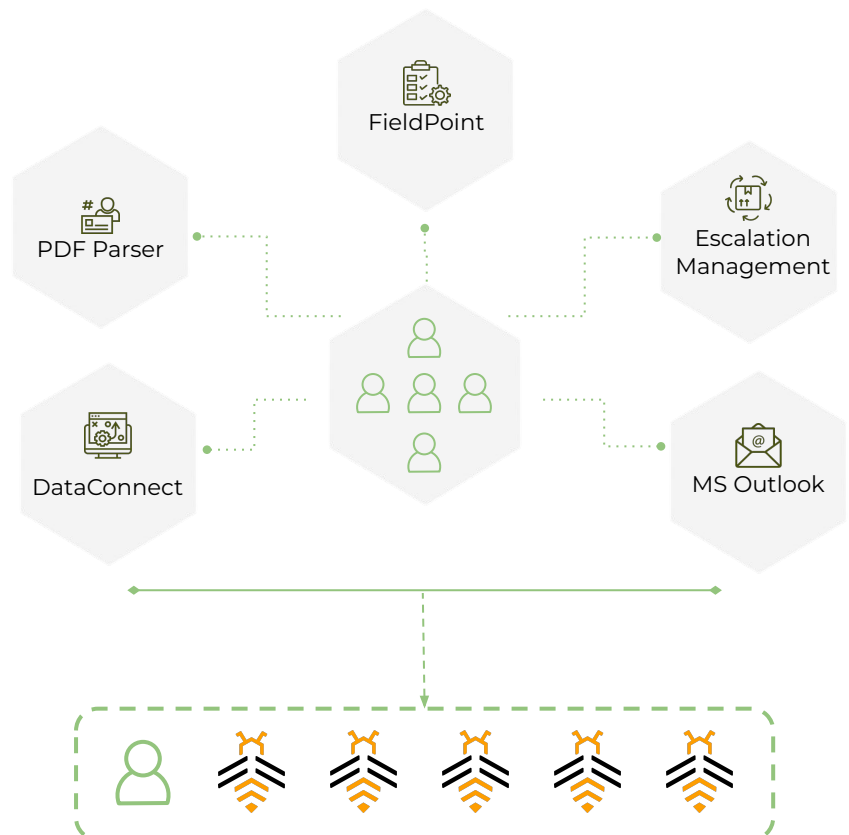 FieldPoint
PDF Parser
Escalation
Management
DataConnect
MS Outlook
#
@